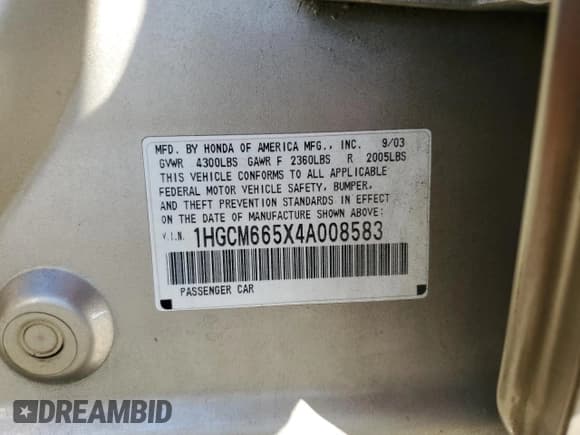 MFD. BY HONDA OF AMERICA MFG., INC. 9/03
GVWR 4300LBS GAWR F 2360LBS R 2005LBS
THIS VEHICLE CONFORMS TO ALL APPLICABLE
FEDERAL MOTOR VEHICLE SAFETY, BUMPER,
AND THEFT PREVENTION STANDARDS IN EFFECT
ON THE DATE OF MANUFACTURE SHOWN ABOVE:
V.I.N. 1HGCM665X4A008583
PASSENGER CAR
DREAMBID